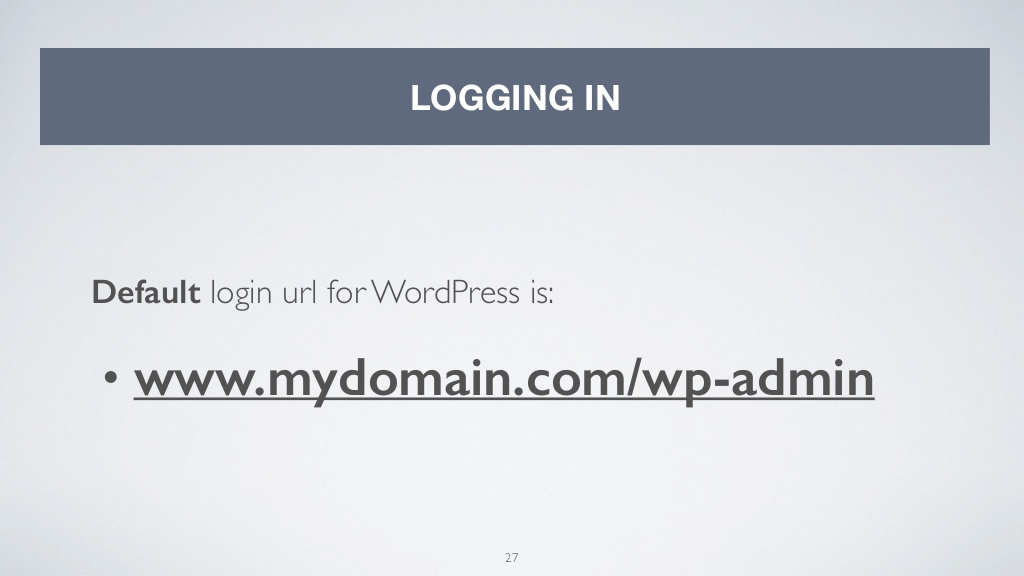 LOGGING IN
Default login url for WordPress is:
• www.mydomain.com/wp-admin
27